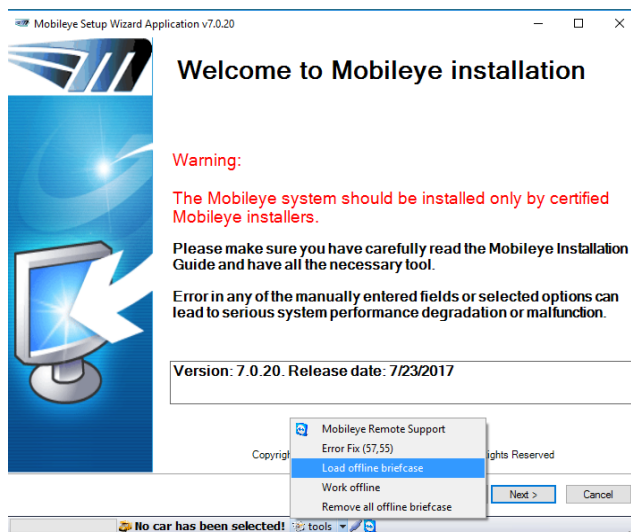 Mobileye Setup Wizard Application v7.0.20
Welcome to Mobileye installation
Warning:
The Mobileye system should be installed only by certified
Mobileye installers.
Please make sure you have carefully read the Mobileye Installation
Guide and have all the necessary tool.
Error in any of the manually entered fields or selected options can
lead to serious system performance degradation or malfunction.
Version: 7.0.20. Release date: 7/23/2017
Mobileye Remote Support
Error Fix (57,55)
Copyrigh ights Reserved
Load offline briefcase
Work offline
Next > Cancel
Remove all offline briefcase
No car has been selected! tools